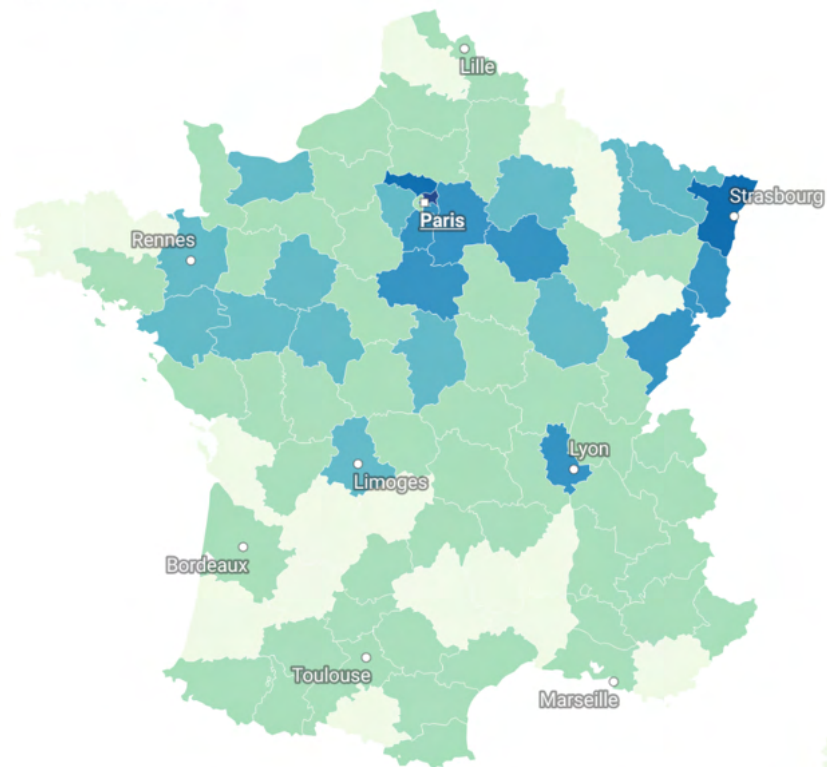 Lille
Strasbourg
Paris
Rennes
Lyon
Limoges
Bordeaux
Toulouse
Marseille